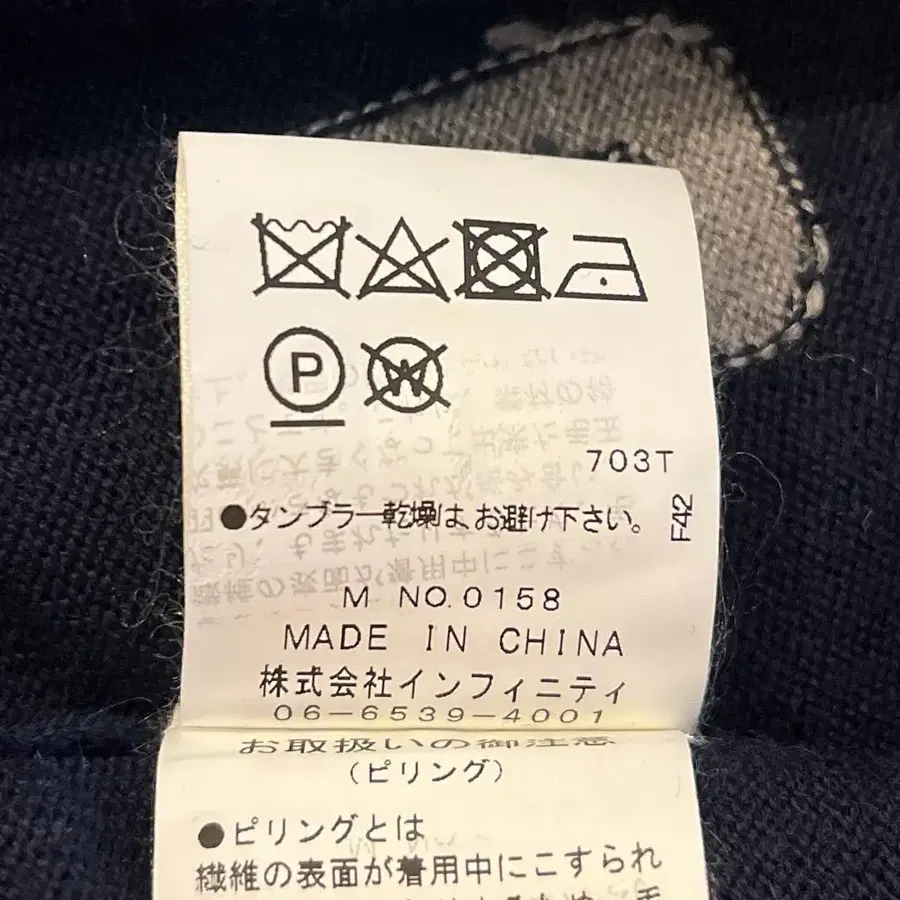 P
W
703T
●タンブラー乾燥は、お避け下さい。
F42
M NO.0158
MADE IN CHINA
株式会社インフィニティ
06-6539-4001
お取扱いの御注意
(ピリング)
●ピリングとは
繊維の表面が着用中にこすられ